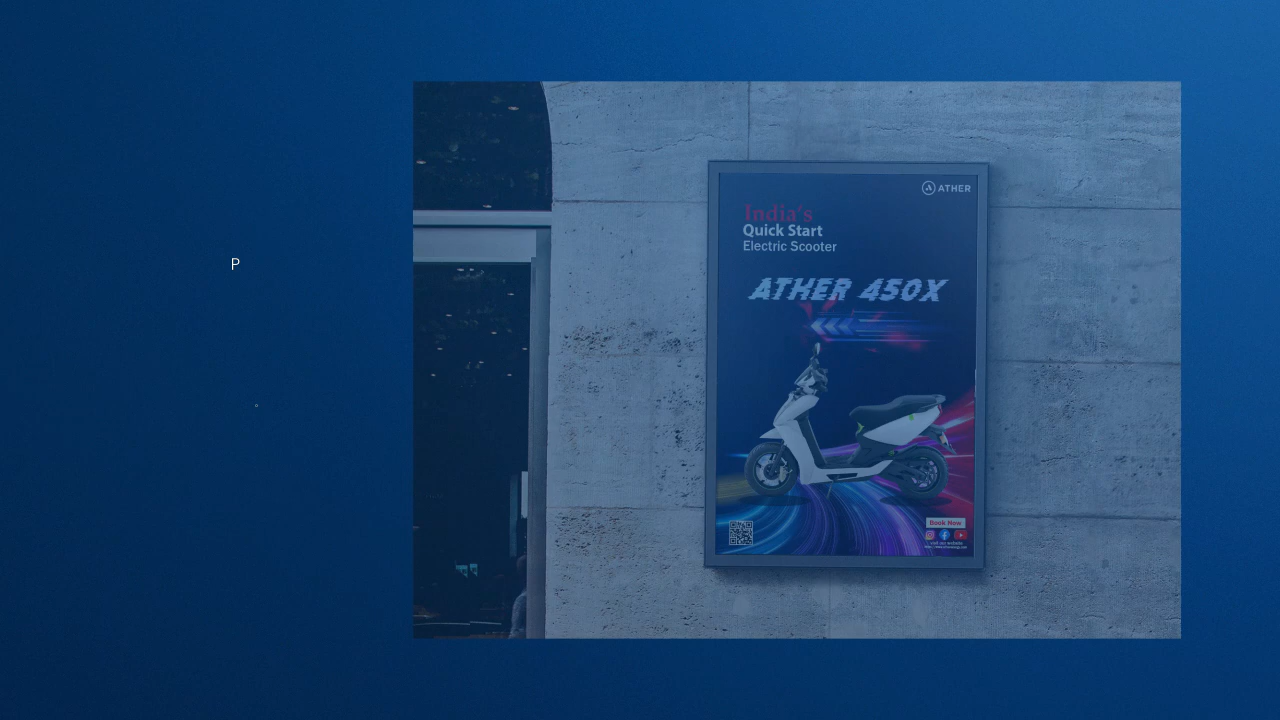 P
ATHER
India's
Quick Start
Electric Scooter
ATHER 450X
Book Now